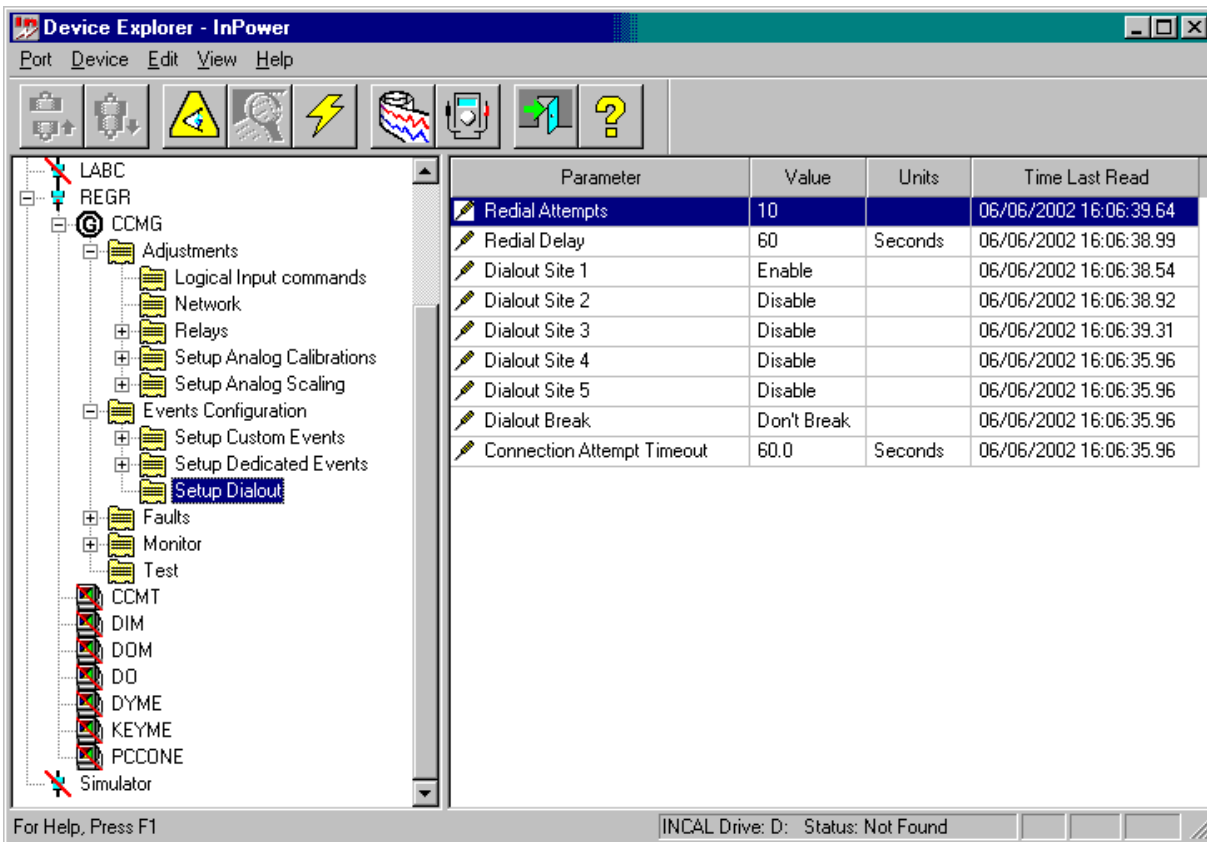 Device Explorer - InPower
Port Device Edit View Help
LABC
REGR
CCMG
Adjustments
Logical Input commands
Network
Relays
Setup Analog Calibrations
Setup Analog Scaling
Events Configuration
Setup Custom Events
Setup Dedicated Events
Setup Dialout
Faults
Monitor
Test
CCMT
DIM
DOM
DO
DYME
KEYME
PCCONE
Simulator
Parameter Value Units Time Last Read
Redial Attempts 10 06/06/2002 16:06:39.64
Redial Delay 60 Seconds 06/06/2002 16:06:38.99
Dialout Site 1 Enable 06/06/2002 16:06:38.54
Dialout Site 2 Disable 06/06/2002 16:06:38.92
Dialout Site 3 Disable 06/06/2002 16:06:39.31
Dialout Site 4 Disable 06/06/2002 16:06:35.96
Dialout Site 5 Disable 06/06/2002 16:06:35.96
Dialout Break Don't Break 06/06/2002 16:06:35.96
Connection Attempt Timeout 60.0 Seconds 06/06/2002 16:06:35.96
For Help, Press F1 INCAL Drive: D: Status: Not Found